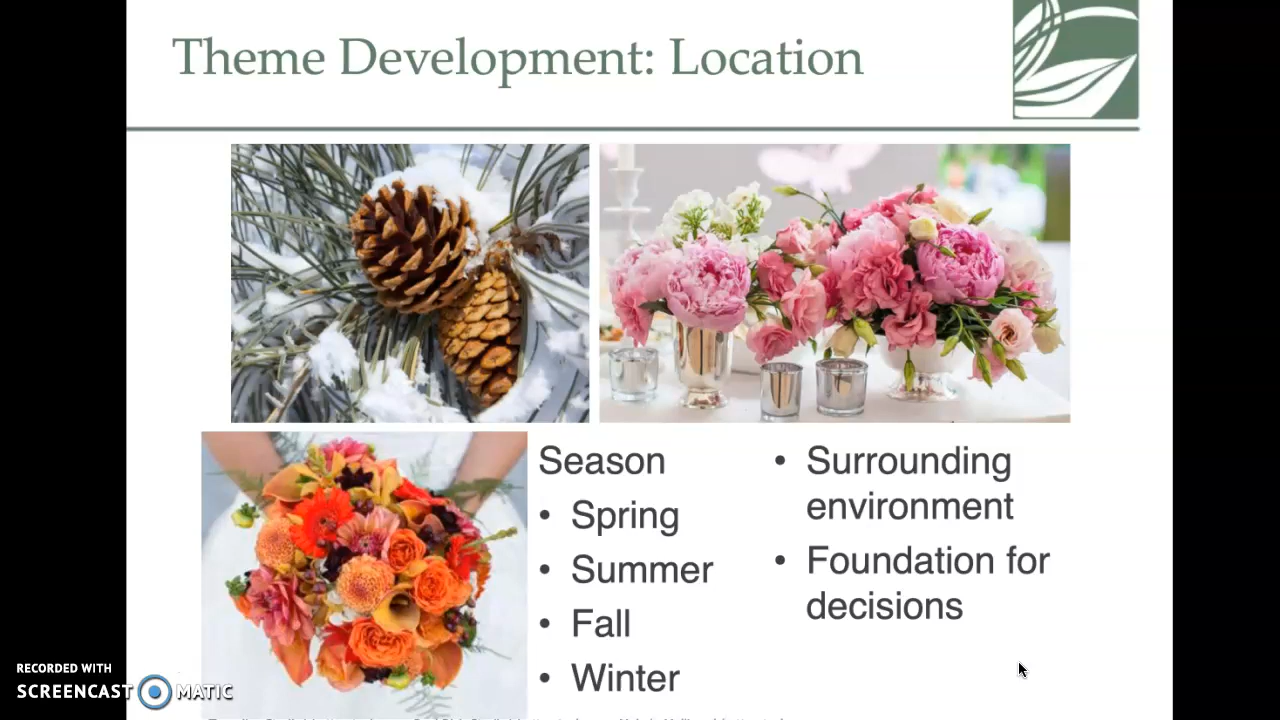 Theme Development: Location
Season
• Spring
• Summer
• Fall
• Winter
• Surrounding
environment
• Foundation for
decisions
RECORDED WITH
SCREENCAST MATIC